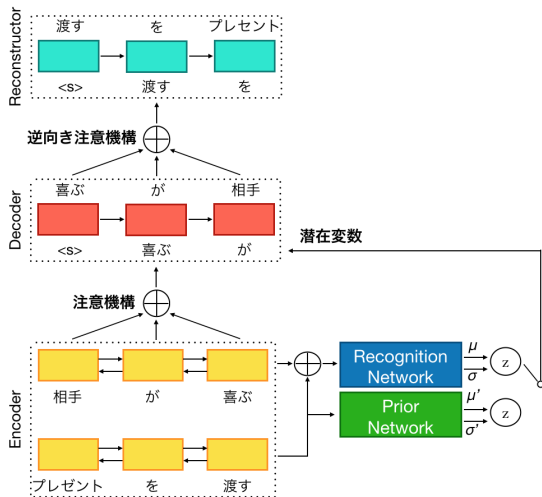 渡す を プレゼント
Reconstructor
<s> 渡す を
逆向き注意機構
喜ぶ が 相手
Decoder
<s> 喜ぶ が
潜在変数
注意機構
Encoder
相手 が 喜ぶ
Recognition
Network
μ
σ
z
Prior
Network
μ'
σ'
z
プレゼント を 渡す